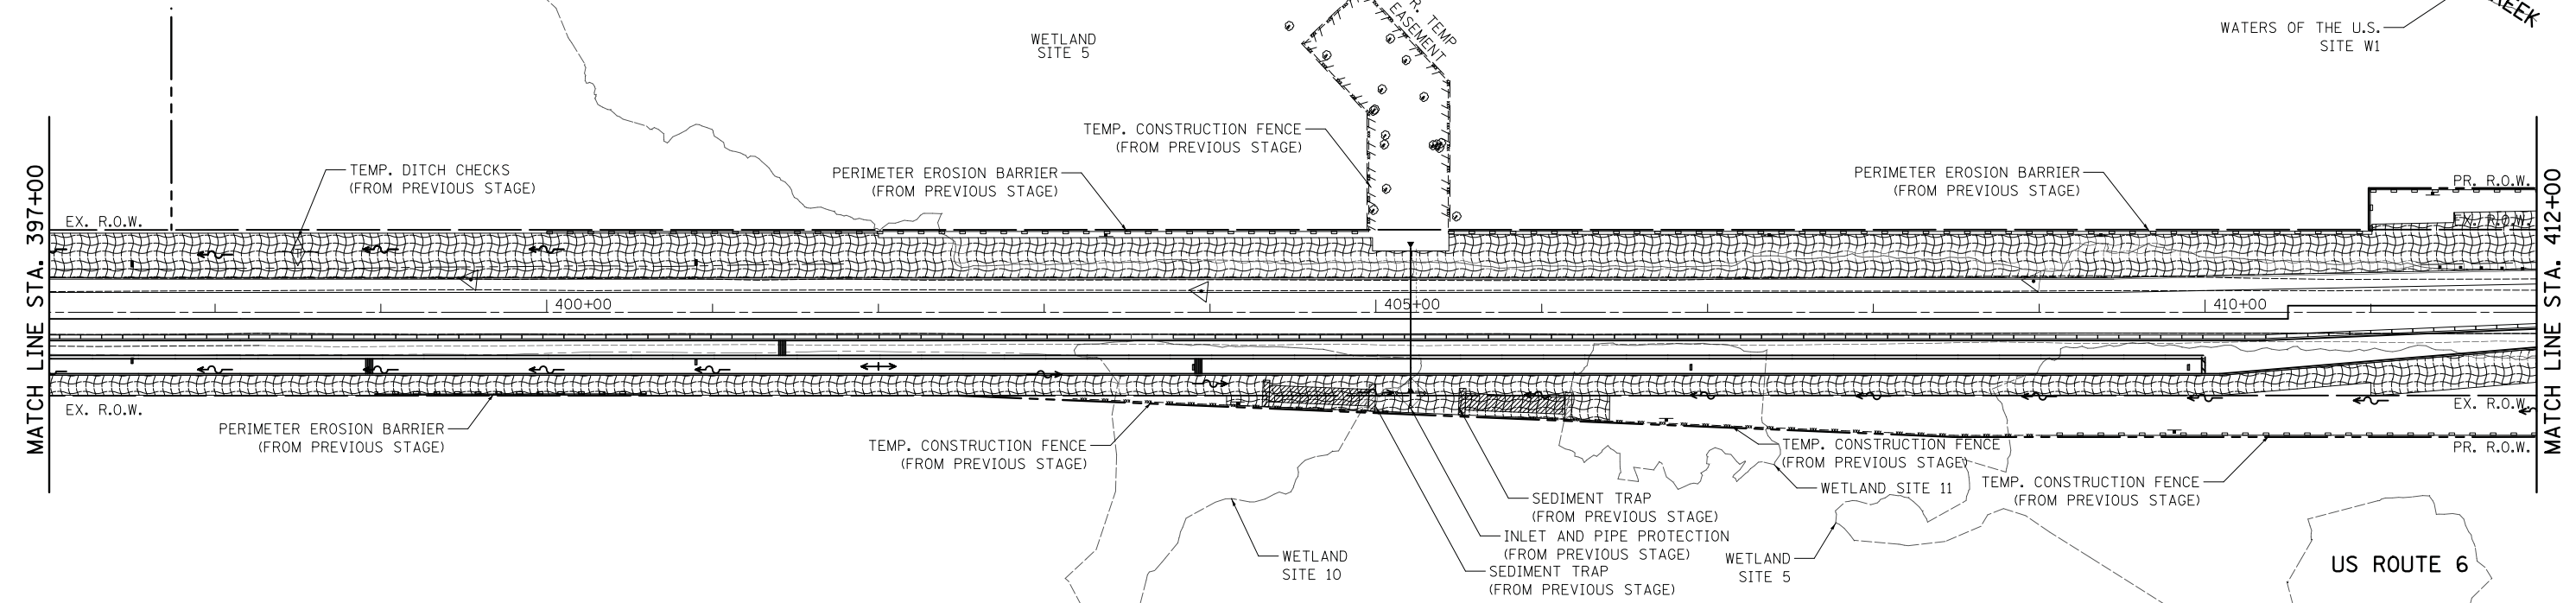 R. TEMP
EASEMENT
WETLAND
SITE 5
WATERS OF THE U.S.
SITE W1
TEMP. CONSTRUCTION FENCE
(FROM PREVIOUS STAGE)
TEMP. DITCH CHECKS
(FROM PREVIOUS STAGE)
PERIMETER EROSION BARRIER
(FROM PREVIOUS STAGE)
PERIMETER EROSION BARRIER
(FROM PREVIOUS STAGE)
PR. R.O.W.
EX. R.O.W.
EX. R.O.W.
MATCH LINE STA. 397+00
400+00
405+00
410+00
MATCH LINE STA. 412+00
EX. R.O.W.
EX. R.O.W.
PERIMETER EROSION BARRIER
(FROM PREVIOUS STAGE)
TEMP. CONSTRUCTION FENCE
(FROM PREVIOUS STAGE)
TEMP. CONSTRUCTION FENCE
(FROM PREVIOUS STAGE)
PR. R.O.W.
WETLAND SITE 11
TEMP. CONSTRUCTION FENCE
(FROM PREVIOUS STAGE)
SEDIMENT TRAP
(FROM PREVIOUS STAGE)
INLET AND PIPE PROTECTION
(FROM PREVIOUS STAGE)
SEDIMENT TRAP
(FROM PREVIOUS STAGE)
WETLAND
SITE 10
WETLAND
SITE 5
US ROUTE 6